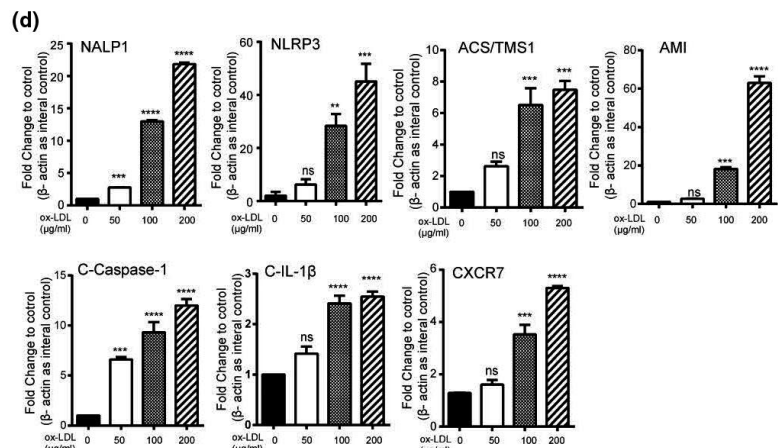 (d)
NALP1
Fold Change to cotrol
(β- actin as interal control)
25
20
15
10
5
0
***
****
****
ox-LDL
(μg/ml)
0 50 100 200
NLRP3
Fold Change to cotrol
(β- actin as interal control)
60
40
20
0
ns
**
***
ox-LDL
(μg/ml)
0 50 100 200
ACS/TMS1
Fold Change to cotrol
(β- actin as interal control)
10
8
6
4
2
0
ns
***
***
ox-LDL
(μg/ml)
0 50 100 200
AMI
Fold Change to cotrol
(β- actin as interal control)
80
60
40
20
0
ns
***
****
ox-LDL
(μg/ml)
0 50 100 200
C-Caspase-1
Fold Change to cotrol
(β- actin as interal control)
15
10
5
0
***
****
****
ox-LDL
(μg/ml)
0 50 100 200
C-IL-1β
Fold Change to cotrol
(β- actin as interal control)
3
2
1
0
ns
****
****
ox-LDL
(μg/ml)
0 50 100 200
CXCR7
Fold Change to cotrol
(β- actin as interal control)
6
4
2
0
ns
***
****
ox-LDL
(μg/ml)
0 50 100 200